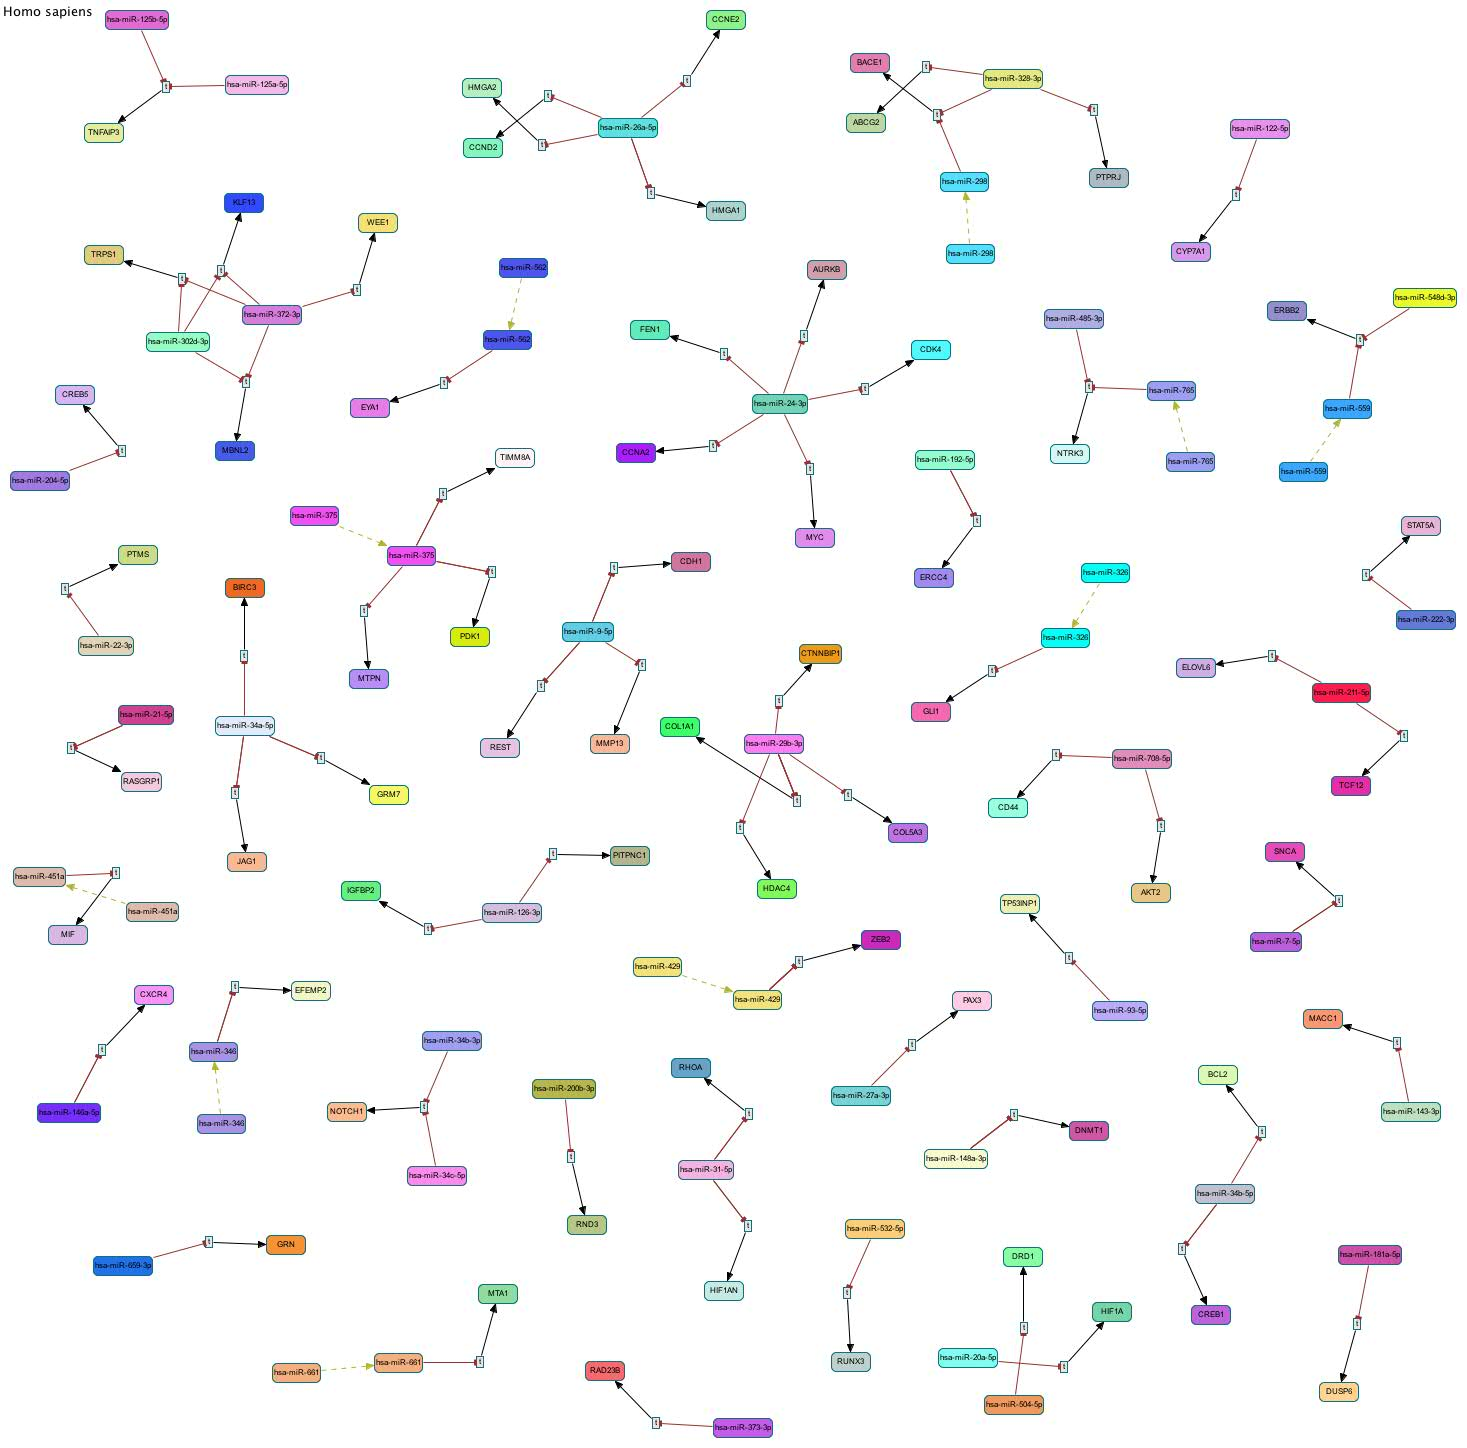 Homo sapiens
hsa-miR-125b-5p
t
hsa-miR-125a-5p
TNFAIP3
CCNE2
t
HMGA2
t
hsa-miR-26a-5p
CCND2
t
t
HMGA1
BACE1
t
hsa-miR-328-3p
ABCG2
t
t
hsa-miR-298
PTPRJ
hsa-miR-298
hsa-miR-122-5p
t
CYP7A1
KLF13
WEE1
TRPS1
t
t
t
hsa-miR-372-3p
hsa-miR-302d-3p
t
MBNL2
hsa-miR-562
hsa-miR-562
t
EYA1
AURKB
FEN1
t
t
CDK4
t
hsa-miR-24-3p
CCNA2
t
t
MYC
hsa-miR-485-3p
t
hsa-miR-765
NTRK3
hsa-miR-765
ERBB2
hsa-miR-548d-3p
t
hsa-miR-559
hsa-miR-559
CREB5
t
hsa-miR-204-5p
TIMM8A
t
hsa-miR-375
hsa-miR-375
t
t
PDK1
MTPN
hsa-miR-192-5p
t
ERCC4
STAT5A
t
hsa-miR-222-3p
PTMS
t
hsa-miR-22-3p
BIRC3
t
hsa-miR-34a-5p
t
t
GRM7
JAG1
t
CDH1
hsa-miR-9-5p
t
t
REST
MMP13
hsa-miR-326
hsa-miR-326
t
GLI1
CTNNBIP1
t
COL1A1
hsa-miR-29b-3p
t
t
t
COL5A3
HDAC4
ELOVL6
t
hsa-miR-211-5p
t
TCF12
hsa-miR-21-5p
t
RASGRP1
t
hsa-miR-708-5p
CD44
t
AKT2
hsa-miR-451a
t
hsa-miR-451a
MIF
t
PITPNC1
IGFBP2
hsa-miR-126-3p
t
SNCA
t
hsa-miR-7-5p
TP53INP1
t
hsa-miR-93-5p
ZEB2
hsa-miR-429
t
hsa-miR-429
CXCR4
t
hsa-miR-146a-5p
t
EFEMP2
hsa-miR-346
hsa-miR-346
PAX3
t
hsa-miR-27a-3p
MACC1
t
hsa-miR-143-3p
hsa-miR-34b-3p
NOTCH1
t
hsa-miR-34c-5p
hsa-miR-200b-3p
t
RND3
RHOA
t
hsa-miR-31-5p
t
HIF1AN
t
DNMT1
hsa-miR-148a-3p
BCL2
t
hsa-miR-34b-5p
t
CREB1
t
GRN
hsa-miR-659-3p
hsa-miR-532-5p
t
RUNX3
DRD1
t
HIF1A
hsa-miR-20a-5p
t
hsa-miR-504-5p
hsa-miR-181a-5p
t
DUSP6
MTA1
hsa-miR-661
hsa-miR-661
t
RAD23B
t
hsa-miR-373-3p